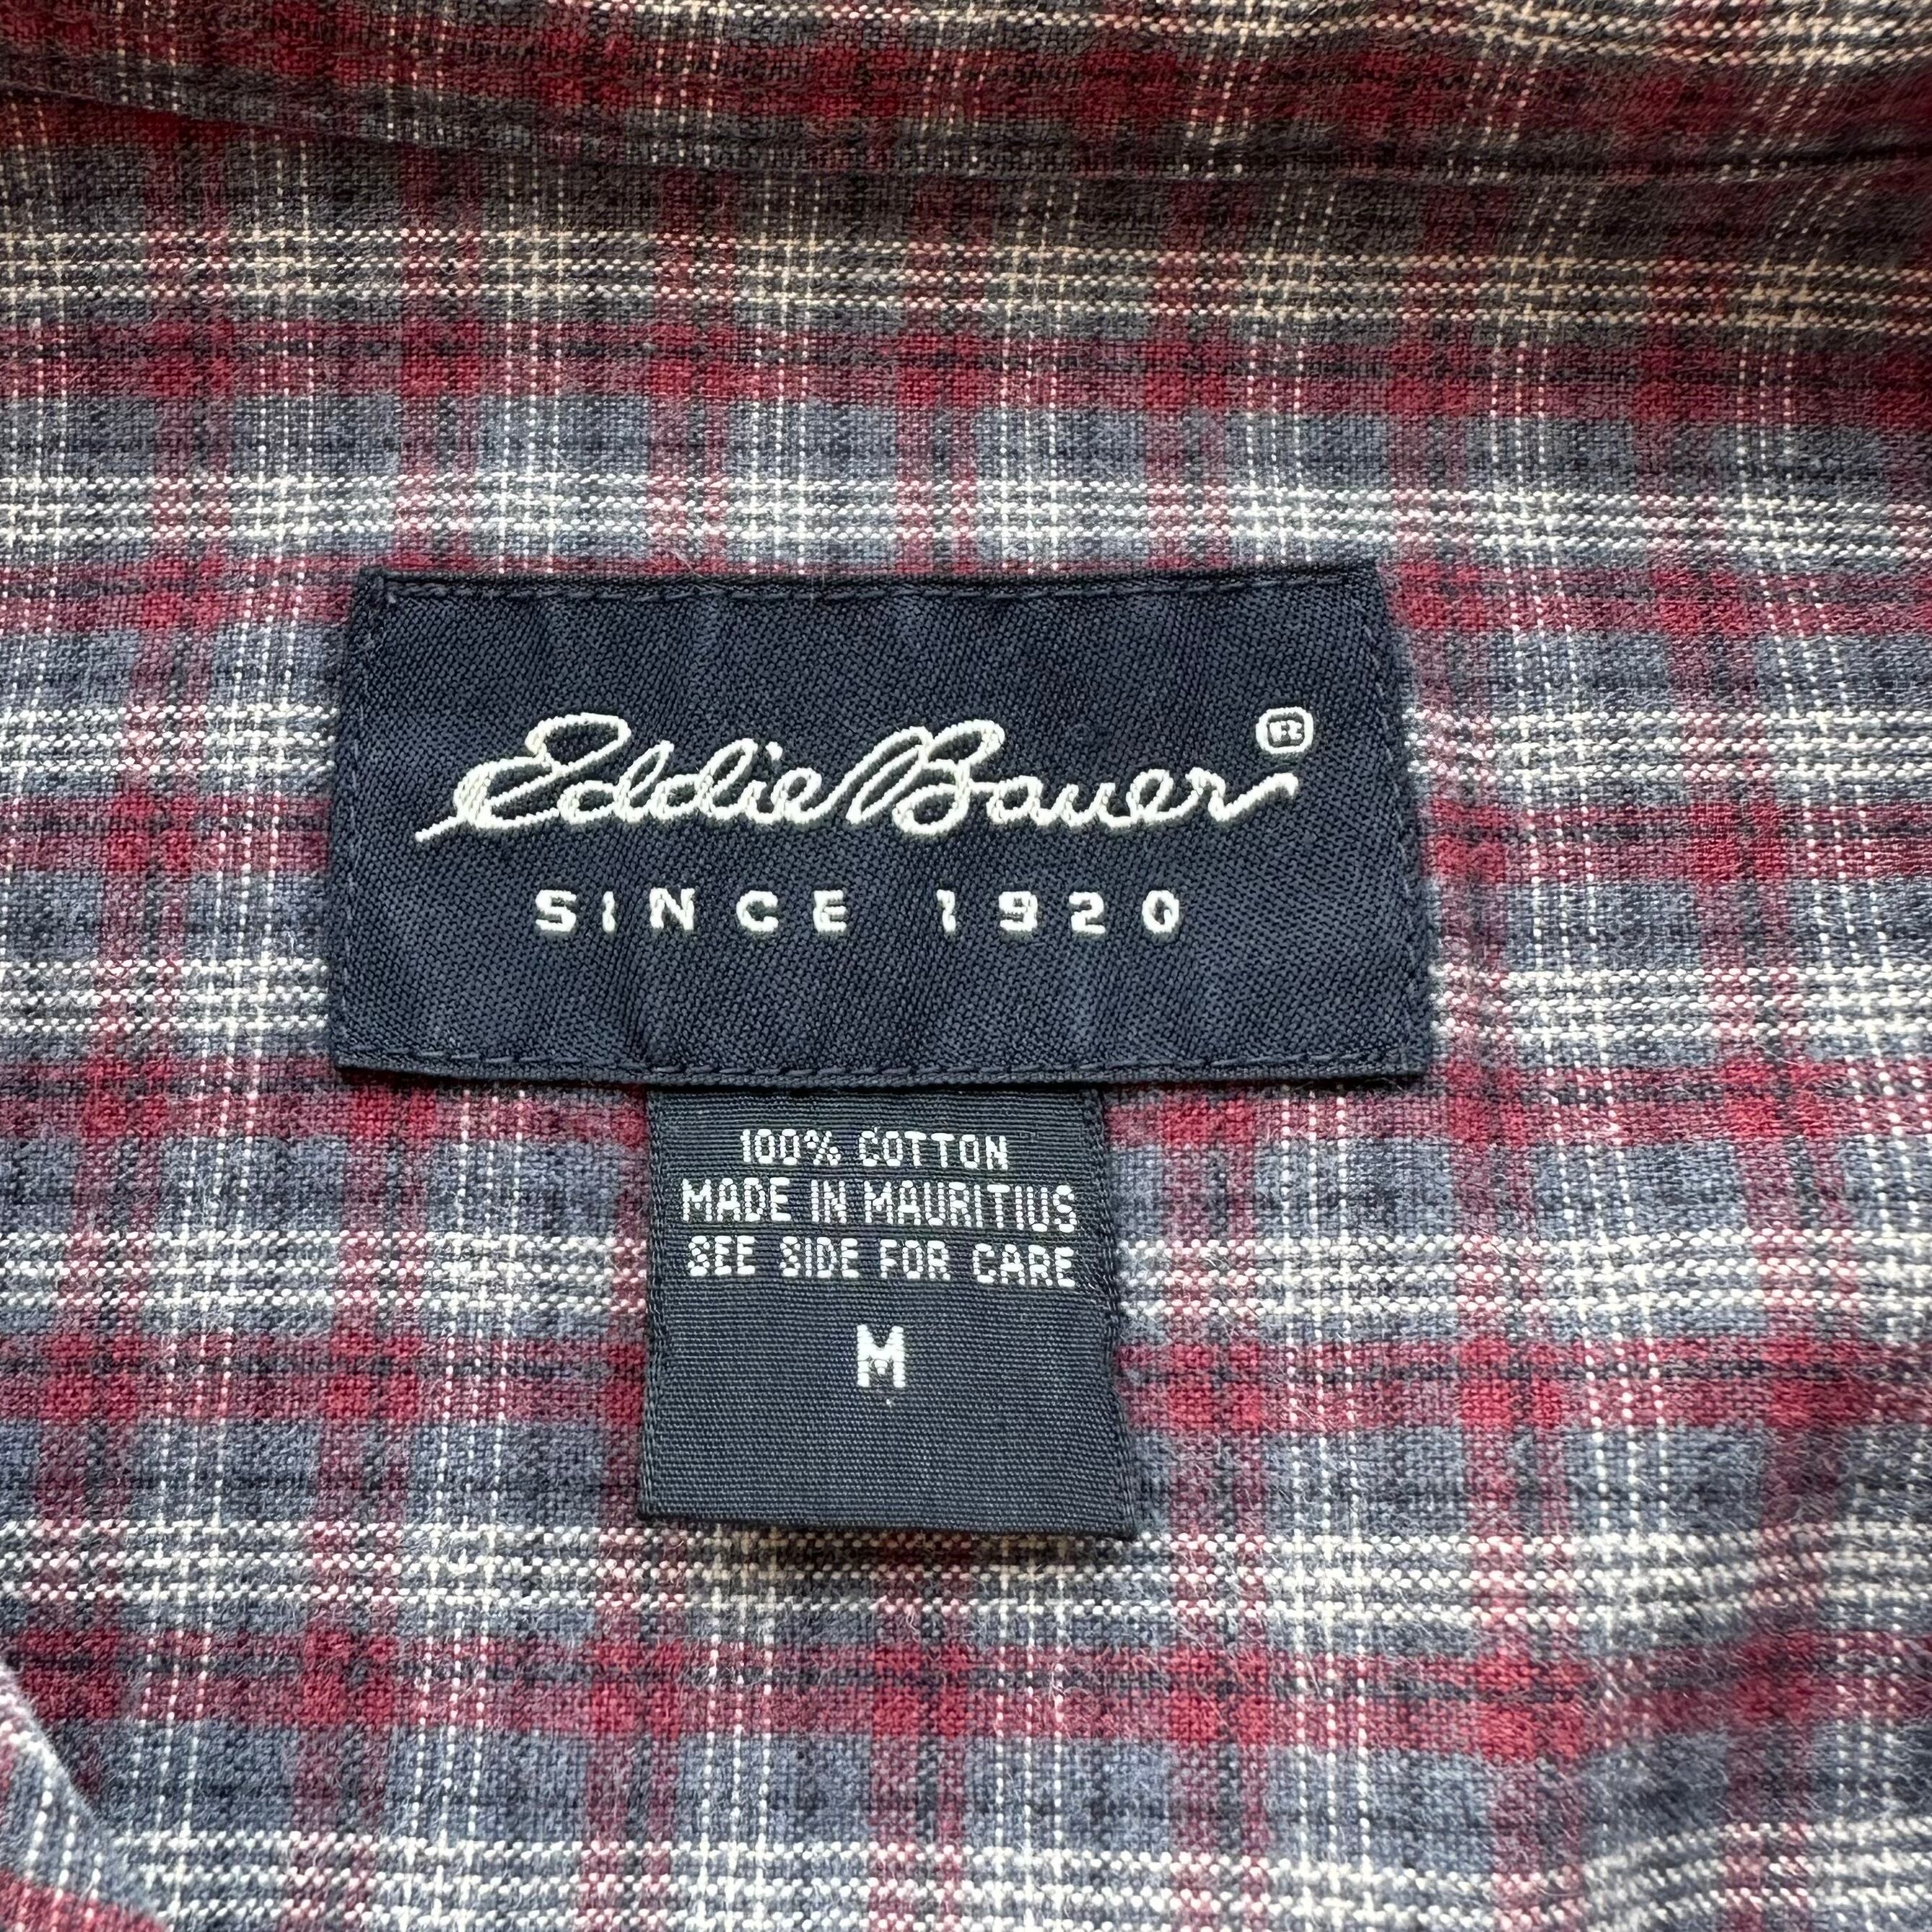 Eddie Bauer®
SINCE 1920
100% COTTON
MADE IN MAURITIUS
SEE SIDE FOR CARE
M